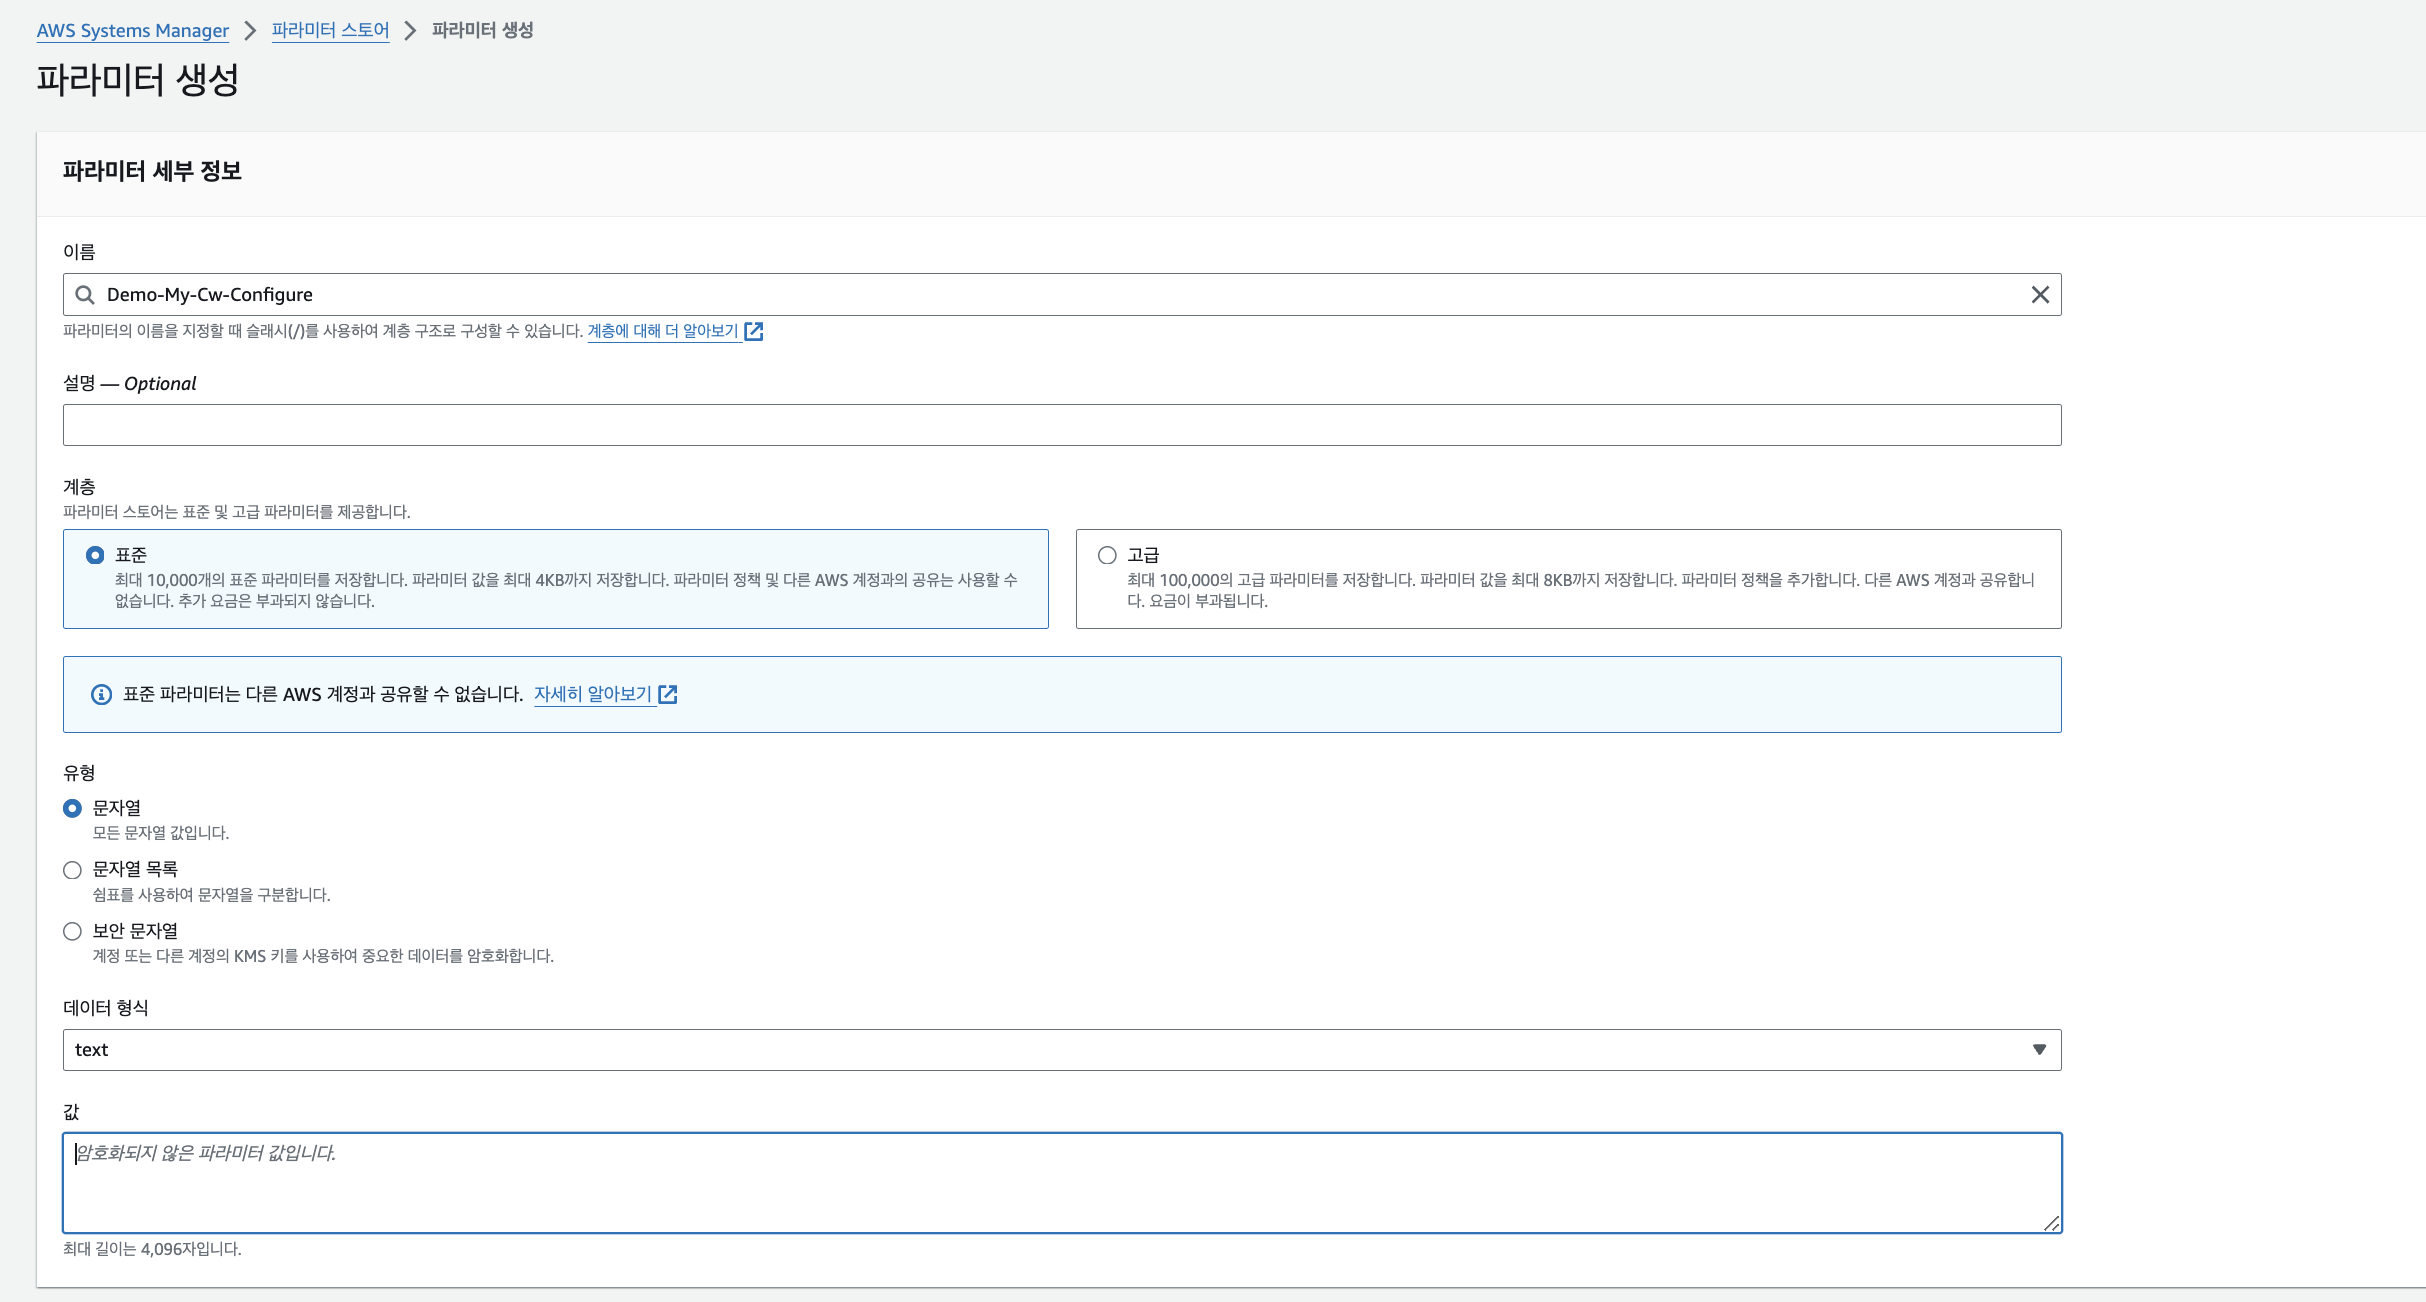 AWS Systems Manager > 파라미터 스토어 > 파라미터 생성
파라미터 생성
파라미터 세부 정보
이름
Demo-My-Cw-Configure
파라미터의 이름을 지정할 때 슬래시(/)를 사용하여 계층 구조로 구성할 수 있습니다. 계층에 대해 더 알아보기
설명 — Optional
계층
파라미터 스토어는 표준 및 고급 파라미터를 제공합니다.
표준
최대 10,000개의 표준 파라미터를 저장합니다. 파라미터 값을 최대 4KB까지 저장합니다. 파라미터 정책 및 다른 AWS 계정과의 공유는 사용할 수
없습니다. 추가 요금은 부과되지 않습니다.
고급
최대 100,000의 고급 파라미터를 저장합니다. 파라미터 값을 최대 8KB까지 저장합니다. 파라미터 정책을 추가합니다. 다른 AWS 계정과 공유합니
다. 요금이 부과됩니다.
표준 파라미터는 다른 AWS 계정과 공유할 수 없습니다. 자세히 알아보기
유형
문자열
모든 문자열 값입니다.
문자열 목록
쉼표를 사용하여 문자열을 구분합니다.
보안 문자열
계정 또는 다른 계정의 KMS 키를 사용하여 중요한 데이터를 암호화합니다.
데이터 형식
text
값
암호화되지 않은 파라미터 값입니다.
최대 길이는 4,096자입니다.